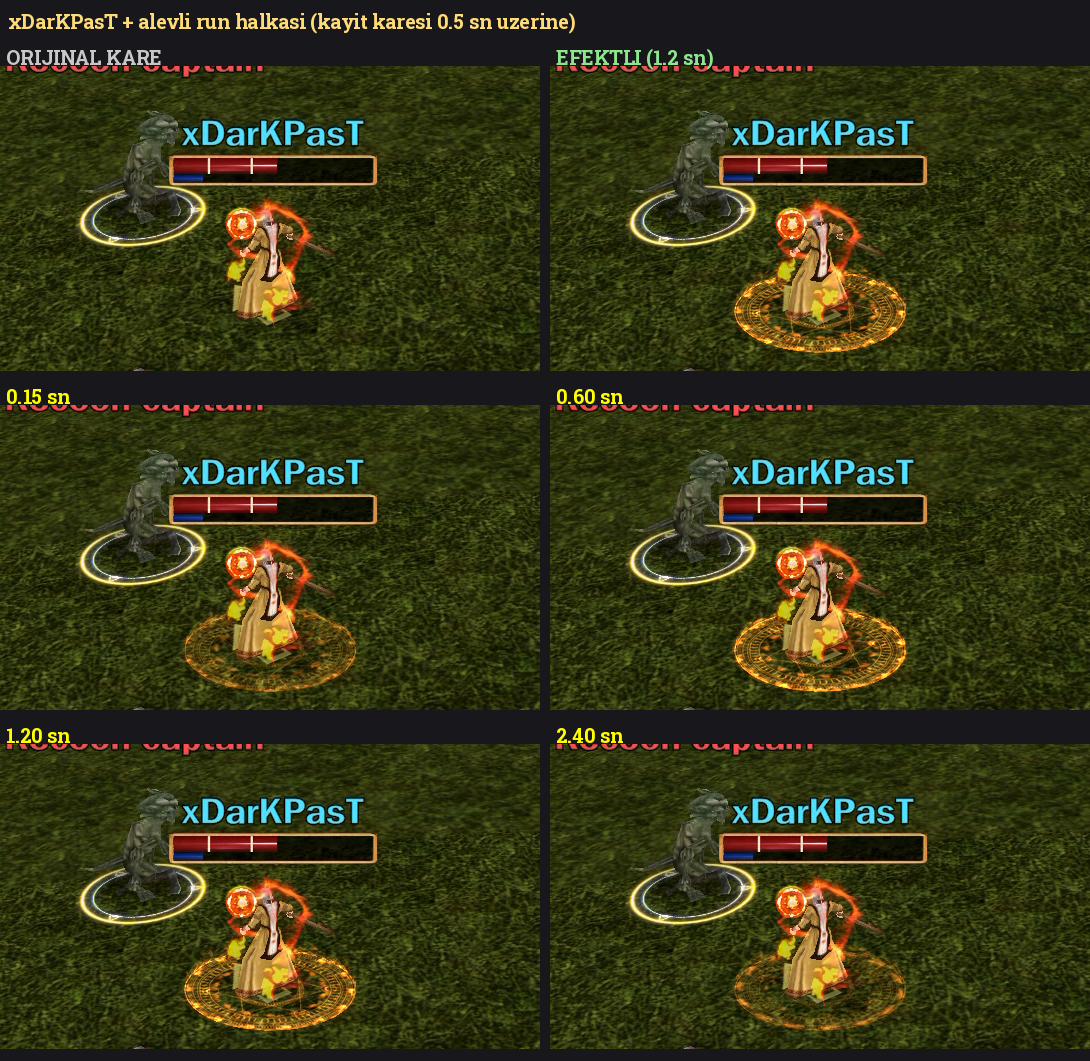 xDarKPasT + alevli run halkasi (kayit karesi 0.5 sn uzerine)
ORIJINAL KARE
EFEKTLI (1.2 sn)
xDarKPasT
xDarKPasT
0.15 sn
0.60 sn
xDarKPasT
xDarKPasT
1.20 sn
2.40 sn
xDarKPasT
xDarKPasT